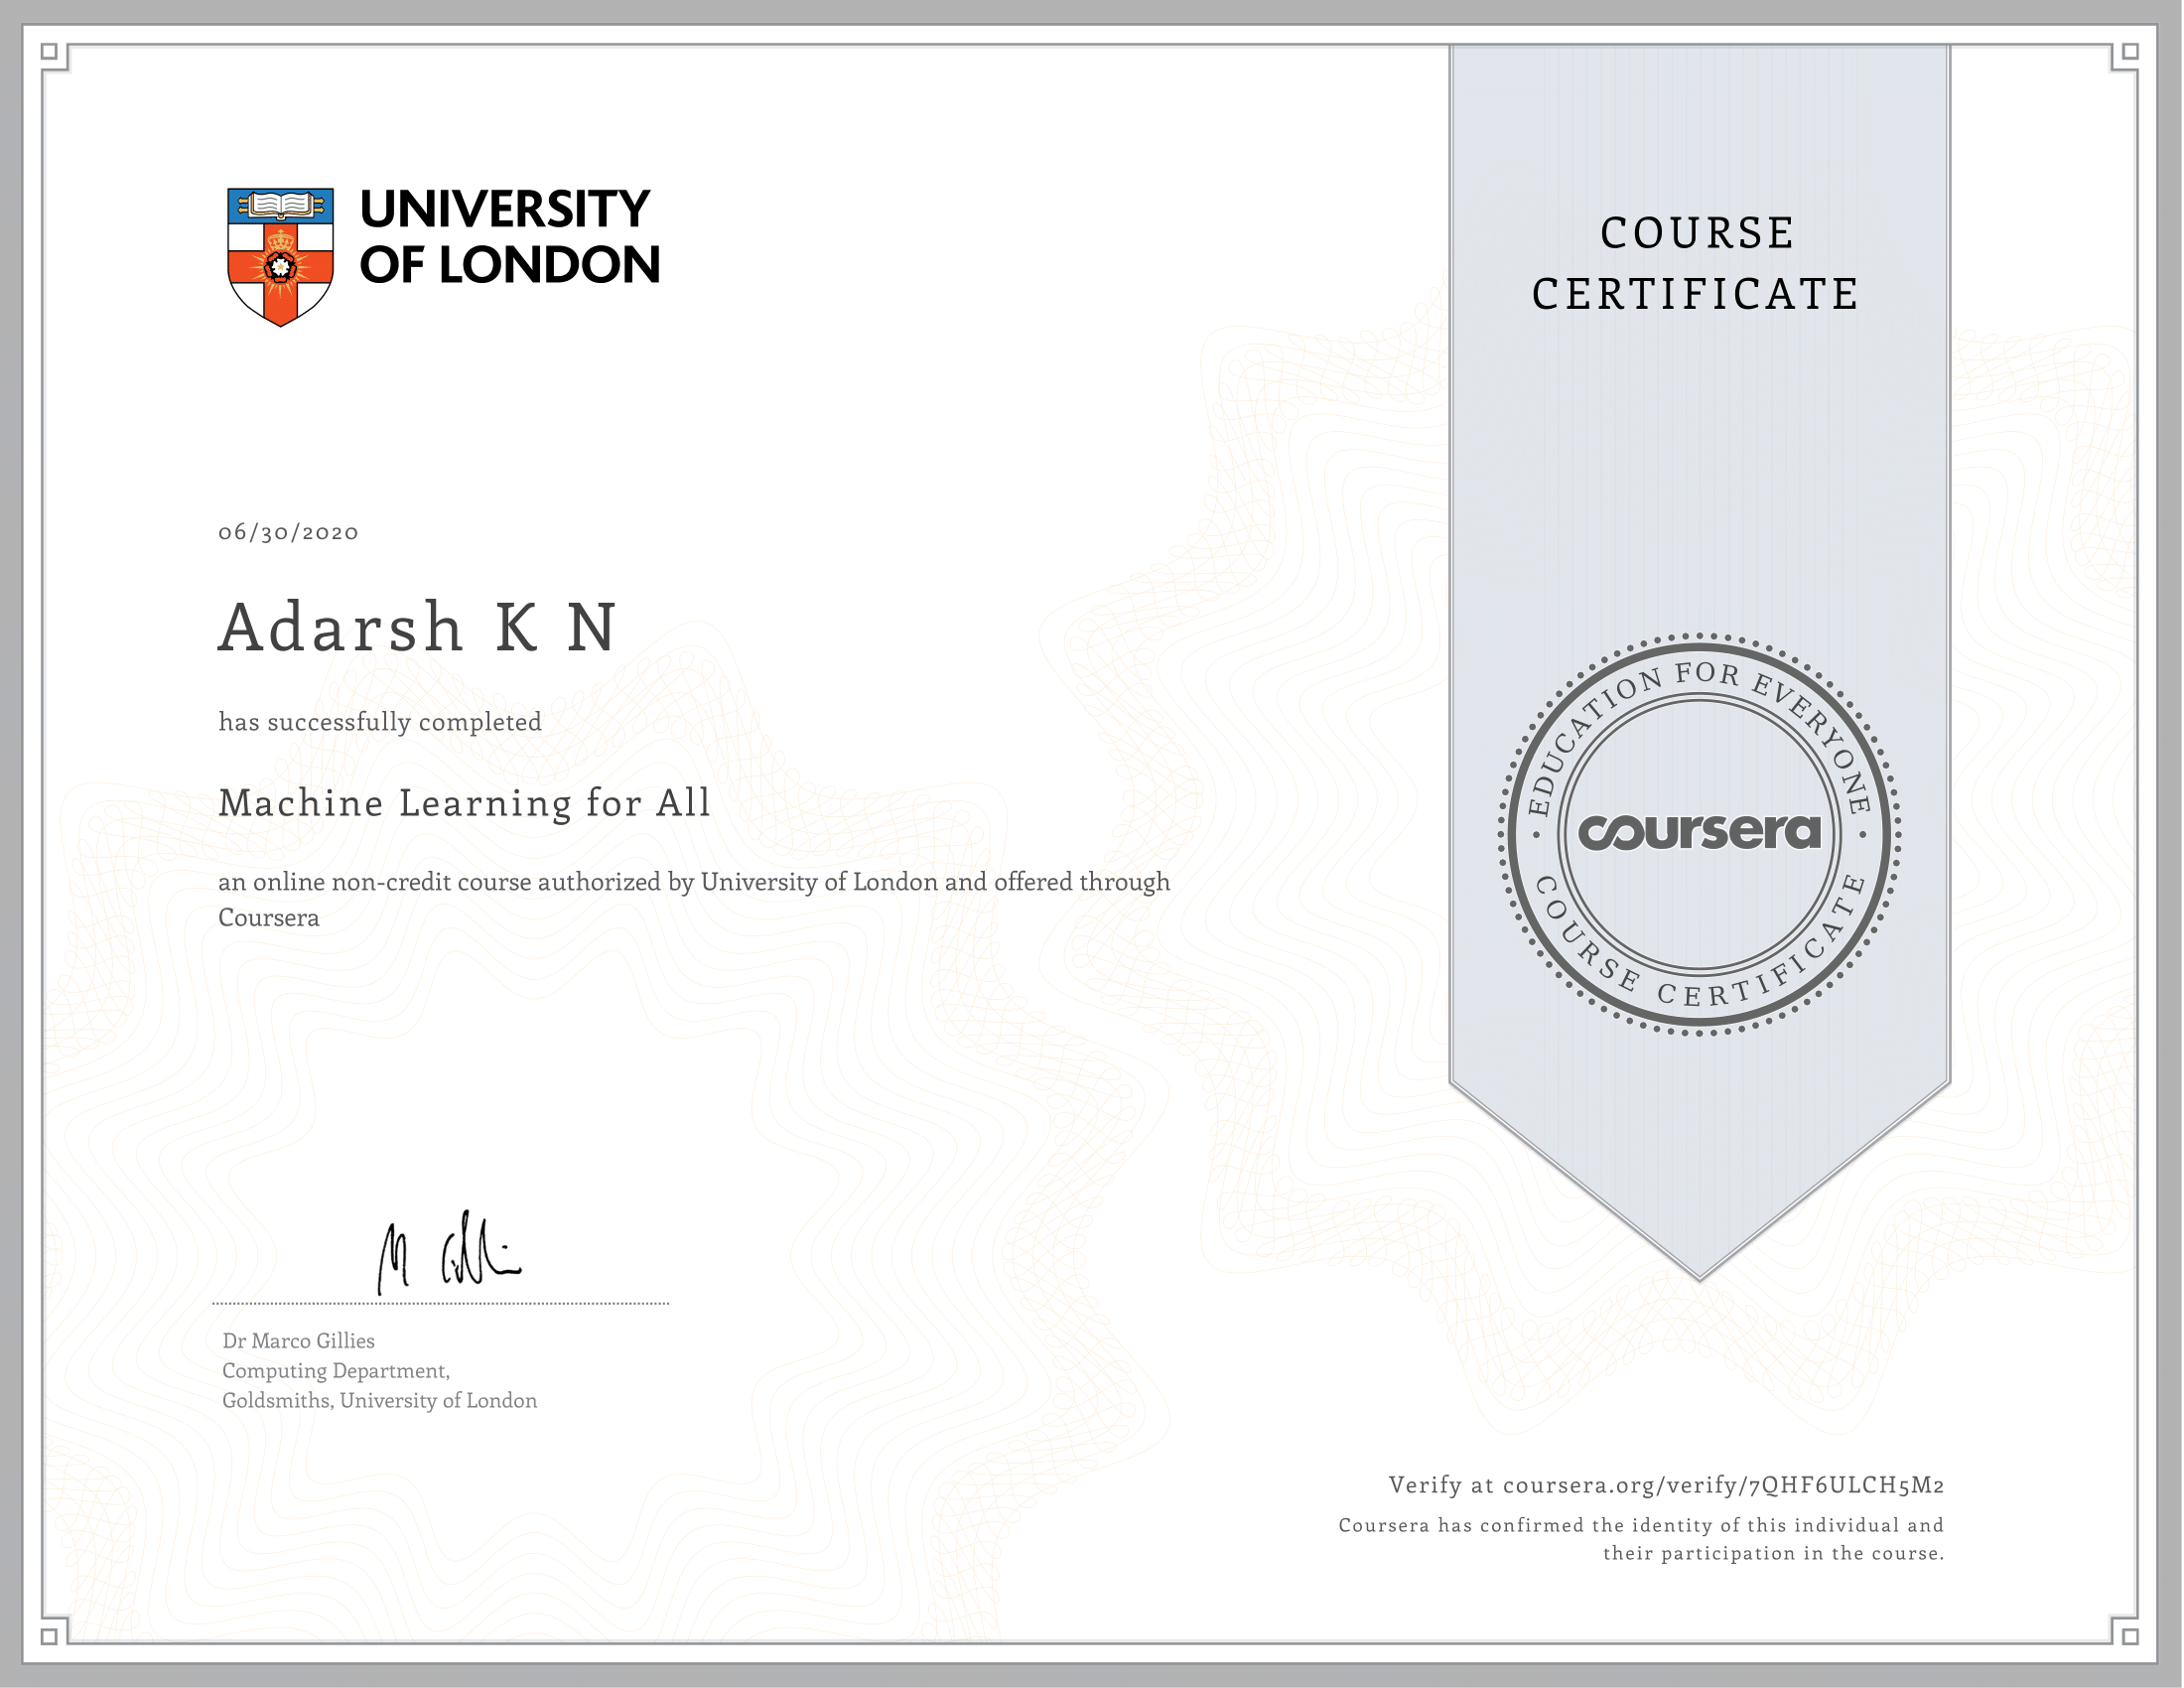 UNIVERSITY
OF LONDON
COURSE
CERTIFICATE
06/30/2020
Adarsh K N
has successfully completed
Machine Learning for All
an online non-credit course authorized by University of London and offered through
Coursera
EDUCATION FOR EVERYONE
coursera
COURSE CERTIFICATE
M Gillies
Dr Marco Gillies
Computing Department,
Goldsmiths, University of London
Verify at coursera.org/verify/7QHF6ULCH5M2
Coursera has confirmed the identity of this individual and
their participation in the course.